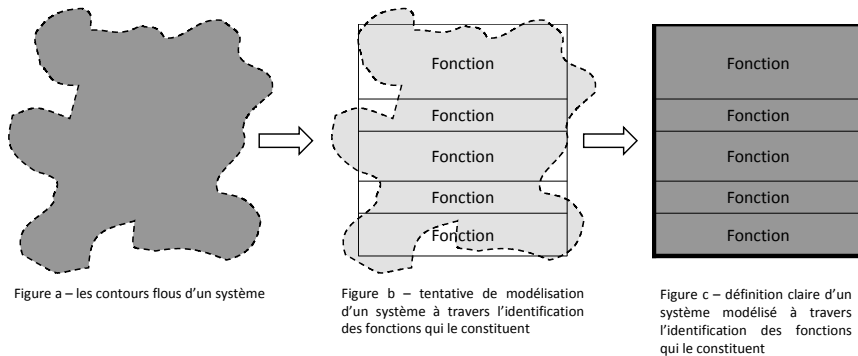 Fonction
Fonction
Fonction
Fonction
Fonction
Fonction
Fonction
Fonction
Fonction
Fonction
Figure a – les contours flous d’un système
Figure b – tentative de modélisation
d’un système à travers l’identification
des fonctions qui le constituent
Figure c – définition claire d’un
système modélisé à travers
l’identification des fonctions
qui le constituent